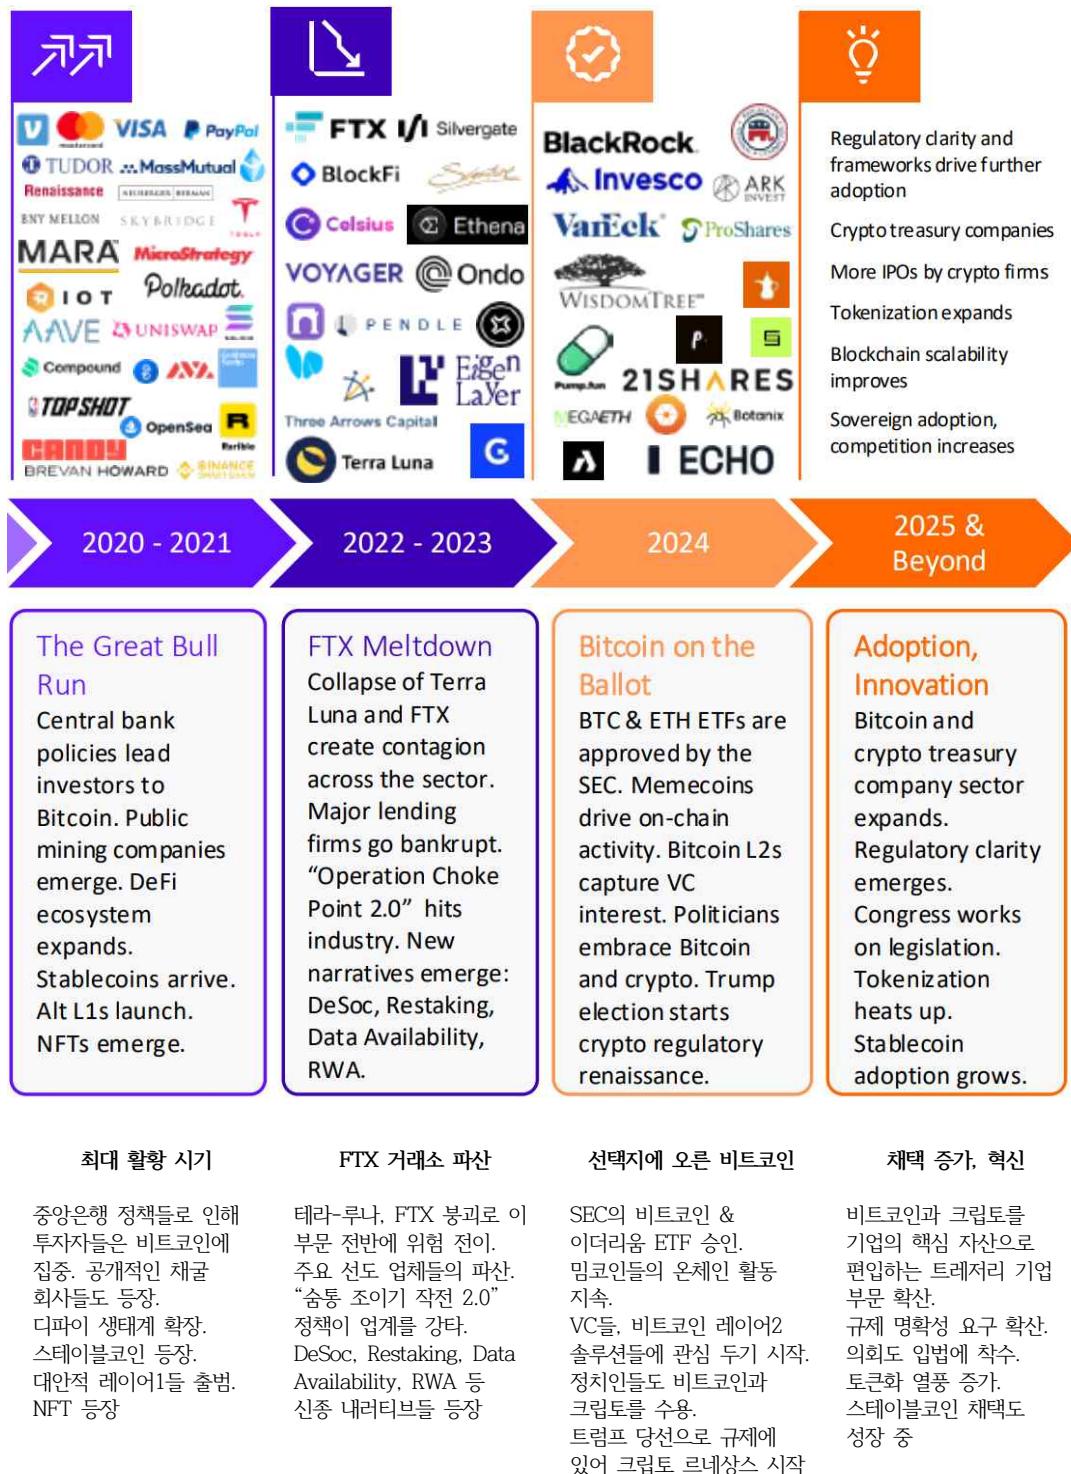 VISA
PayPal
TUDOR
MassMutual
Renaissance
NEUBERGER BERMAN
BNY MELLON
SKYBRIDGE
TESLA
MARA
MicroStrategy
IOT
Polkadot.
AAVE
UNISWAP
Compound
TOP SHOT
OpenSea
Rarible
CANDY
BREVAN HOWARD
BINANCE
FTX
Silvergate
BlockFi
Celsius
Ethena
VOYAGER
Ondo
PENDLE
Eigen
Layer
Three Arrows Capital
Terra Luna
BlackRock
Invesco
ARK
INVEST
VanEck
ProShares
WISDOMTREE
Pump.fun
21SHARES
MEGAETH
Botanix
ECHO
Regulatory clarity and
frameworks drive further
adoption
Crypto treasury companies
More IPOs by crypto firms
Tokenization expands
Blockchain scalability
improves
Sovereign adoption,
competition increases
2020 - 2021
2022 - 2023
2024
2025 &
Beyond
The Great Bull
Run
Central bank
policies lead
investors to
Bitcoin. Public
mining companies
emerge. DeFi
ecosystem
expands.
Stablecoins arrive.
Alt L1s launch.
NFTs emerge.
FTX Meltdown
Collapse of Terra
Luna and FTX
create contagion
across the sector.
Major lending
firms go bankrupt.
“Operation Choke
Point 2.0” hits
industry. New
narratives emerge:
DeSoc, Restaking,
Data Availability,
RWA.
Bitcoin on the
Ballot
BTC & ETH ETFs are
approved by the
SEC. Memecoins
drive on-chain
activity. Bitcoin L2s
capture VC
interest. Politicians
embrace Bitcoin
and crypto. Trump
election starts
crypto regulatory
renaissance.
Adoption,
Innovation
Bitcoin and
crypto treasury
company sector
expands.
Regulatory clarity
emerges.
Congress works
on legislation.
Tokenization
heats up.
Stablecoin
adoption grows.
최대 활황 시기
중앙은행 정책들로 인해
투자자들은 비트코인에
집중. 공개적인 채굴
회사들도 등장.
디파이 생태계 확장.
스테이블코인 등장.
대안적 레이어1들 출범.
NFT 등장
FTX 거래소 파산
테라-루나, FTX 붕괴로 이
부문 전반에 위험 전이.
주요 선도 업체들의 파산.
“숨통 조이기 작전 2.0”
정책이 업계를 강타.
DeSoc, Restaking, Data
Availability, RWA 등
신종 내러티브들 등장
선택지에 오른 비트코인
SEC의 비트코인 &
이더리움 ETF 승인.
밈코인들의 온체인 활동
지속.
VC들, 비트코인 레이어2
솔루션들에 관심 두기 시작.
정치인들도 비트코인과
크립토를 수용.
트럼프 당선으로 규제에
있어 크립토 르네상스 시작
채택 증가, 혁신
비트코인과 크립토를
기업의 핵심 자산으로
편입하는 트레저리 기업
부문 확산.
규제 명확성 요구 확산.
의회도 입법에 착수.
토큰화 열풍 증가.
스테이블코인 채택도
성장 중